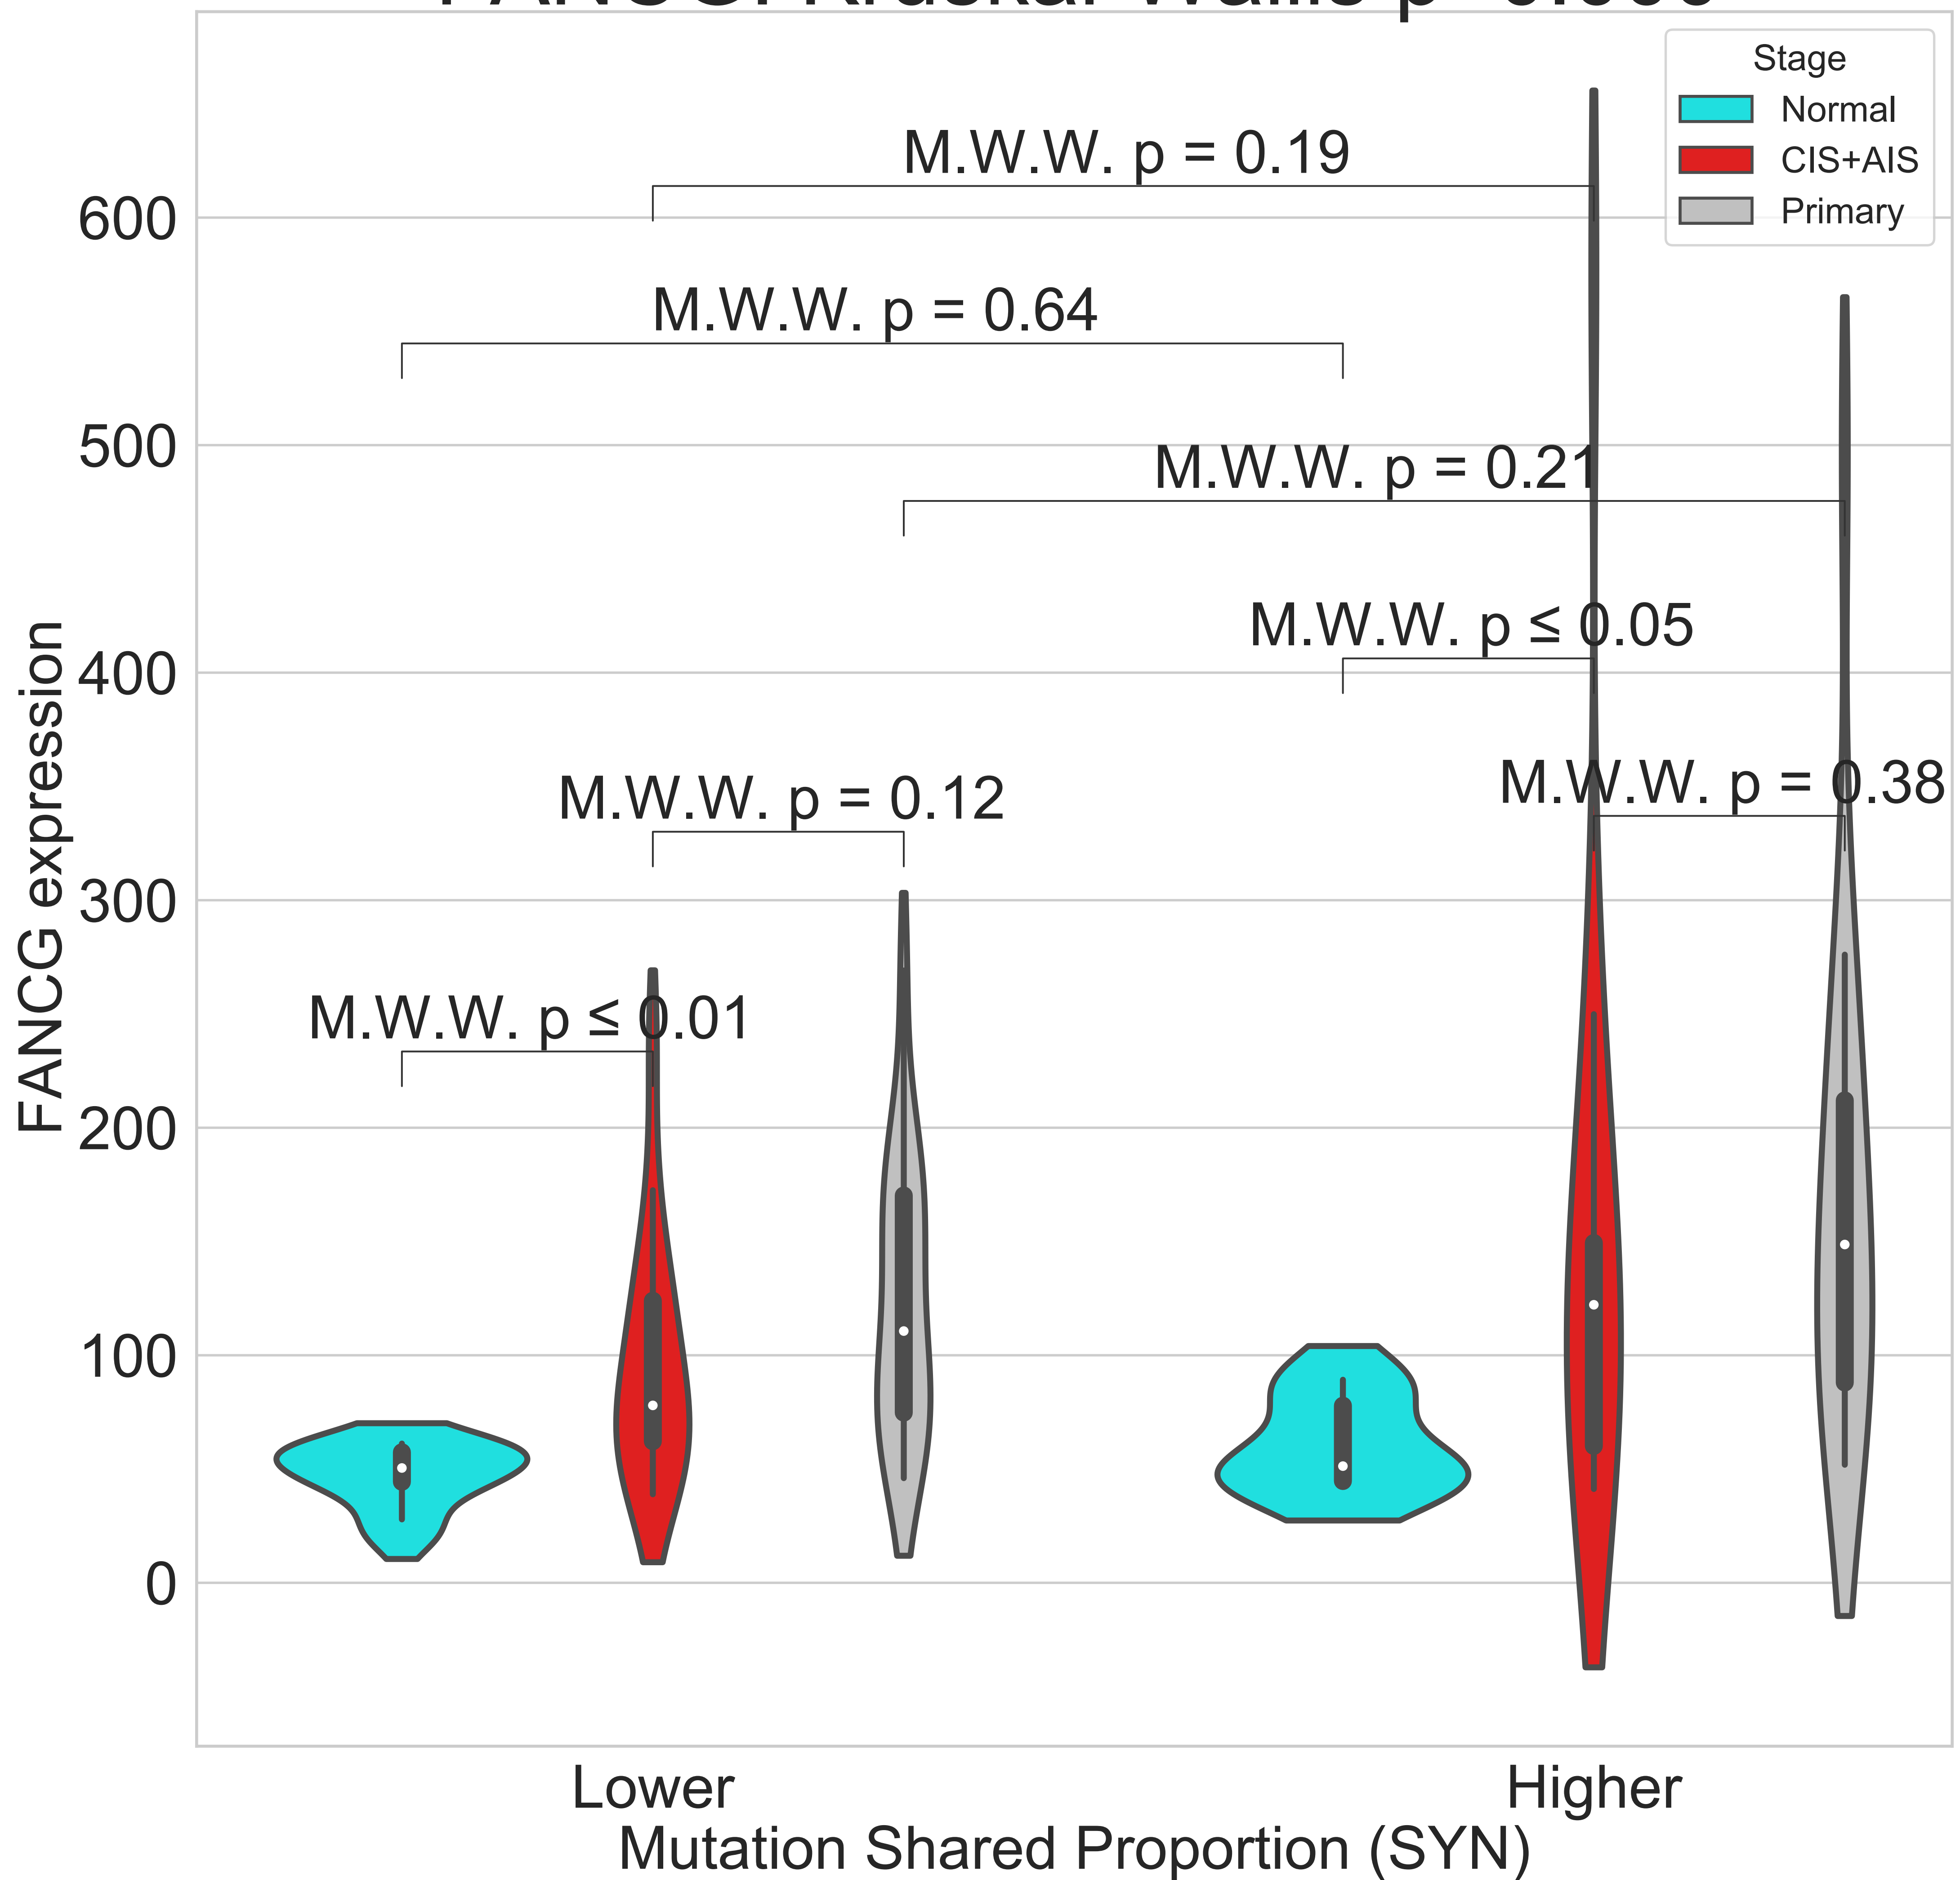 Stage
Normal
CIS+AIS
Primary
M.W.W. p = 0.19
600
M.W.W. p = 0.64
500
M.W.W. p = 0.21
M.W.W. p ≤ 0.05
400
M.W.W. p = 0.38
M.W.W. p = 0.12
300
M.W.W. p ≤ 0.01
200
100
0
FANCG expression
Lower
Higher
Mutation Shared Proportion (SYN)